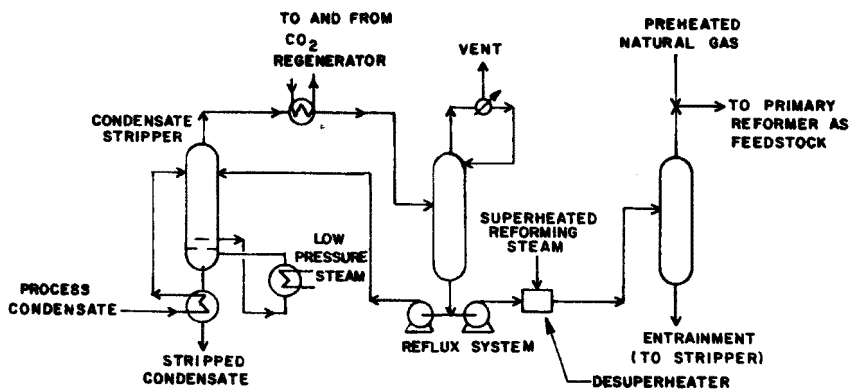 TO AND FROM
CO2
REGENERATOR
VENT
PREHEATED
NATURAL GAS
CONDENSATE
STRIPPER
TO PRIMARY
REFORMER AS
FEEDSTOCK
SUPERHEATED
REFORMING
STEAM
LOW
PRESSURE
STEAM
PROCESS
CONDENSATE
REFLUX SYSTEM
STRIPPED
CONDENSATE
ENTRAINMENT
(TO STRIPPER)
DESUPERHEATER